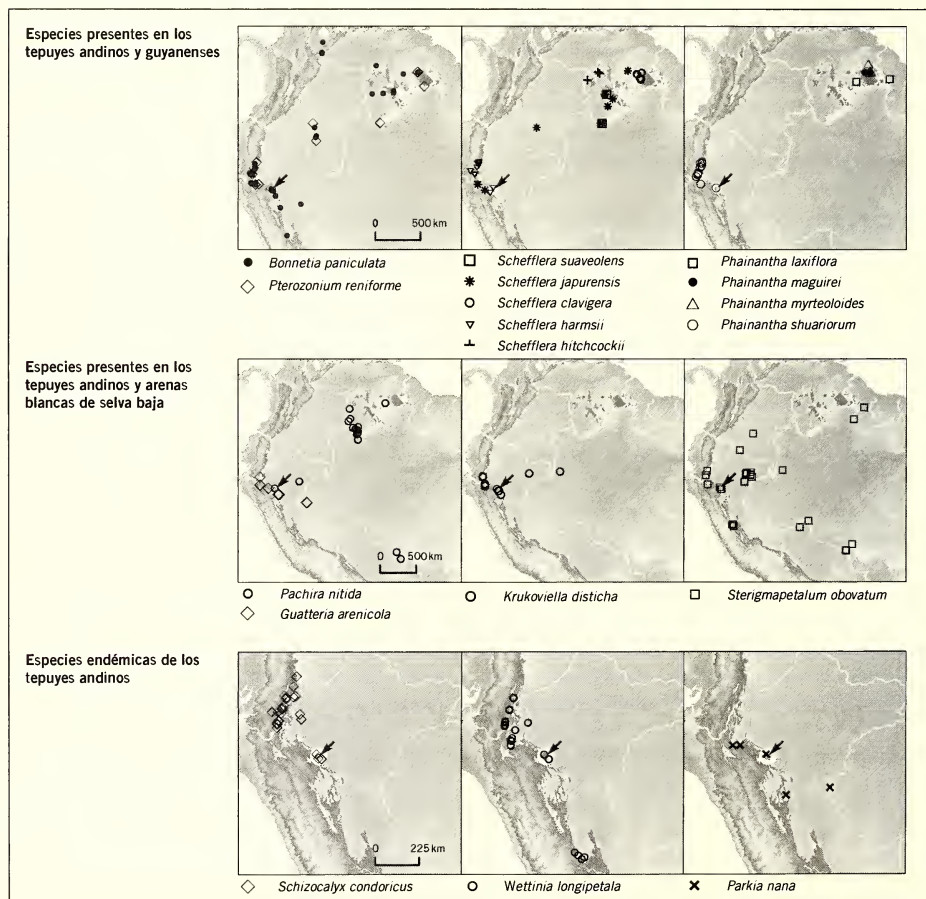 Especies presentes en los
tepuyes andinos y guyanenses
0 500 km
Bonnetia paniculata
Pterozonium reniforme
Schefflera suaveolens
Schefflera japurensis
Schefflera clavigera
Schefflera harmsii
Schefflera hitchcockii
Phainantha laxiflora
Phainantha maguirei
Phainantha myrteoloides
Phainantha shuariorum
Especies presentes en los
tepuyes andinos y arenas
blancas de selva baja
0 500 km
Pachira nitida
Guatteria arenicola
Krukoviella disticha
Sterigmapetalum obovatum
Especies endémicas de los
tepuyes andinos
0 225 km
Schizocalyx condoricus
Wettinia longipetala
Parkia nana